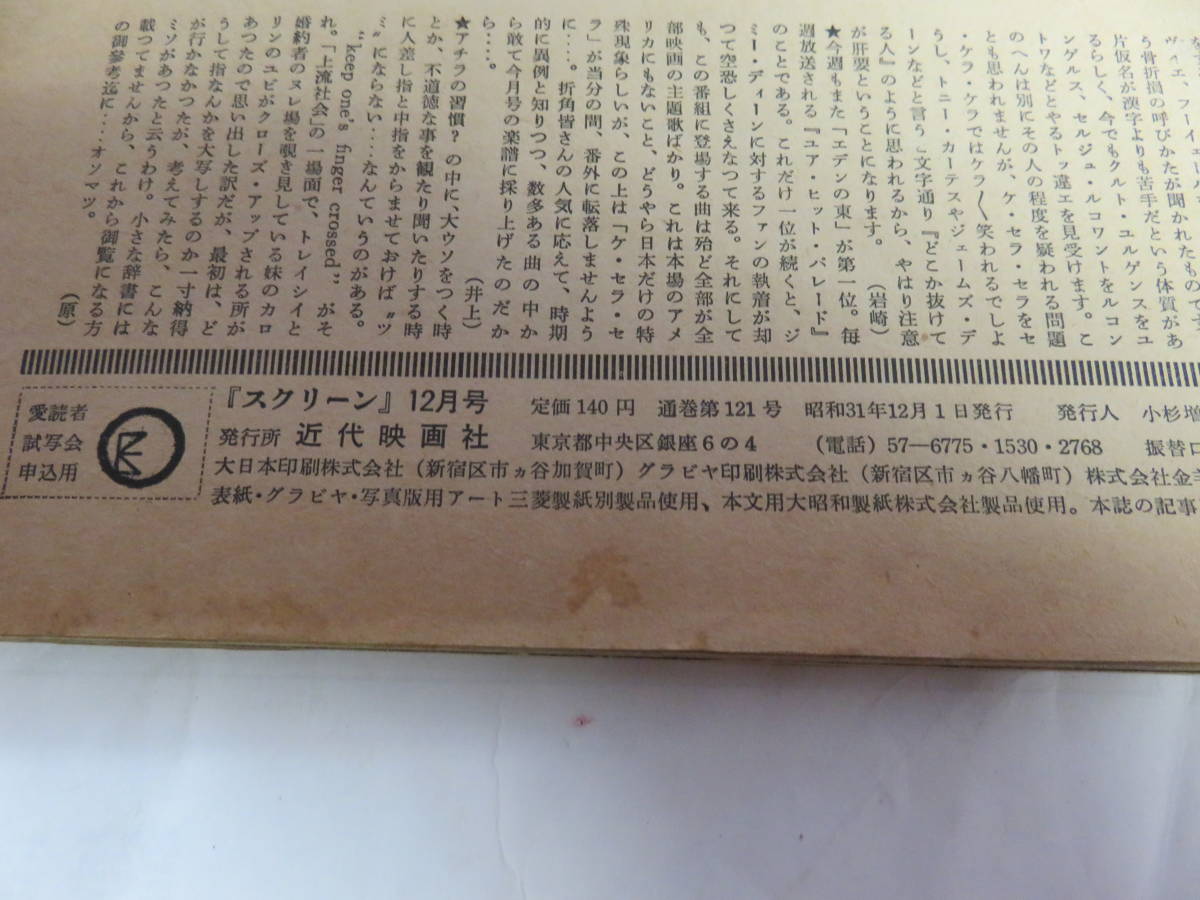 ヴィエ、フーイエ
う骨折損の呼びかたが聞かれたもので
片仮名が漢字よりも苦手だという体質があ
るらしく、今でもクルト・ユルゲンスをユ
ンゲルス、セルジュ・ルコワントをルコン
トワなどとやるトッ違エを見受けます。こ
のへんは別にその人の程度を疑われる問題
とも思われませんが、ケ・セラ・セラをセ
・ケラ・ケラではケラ〱笑われるでしよ
うし、トニー・カーテスやジェームズ・デ
ーンなどと言う〝文字通り『どこか抜けて
る人』のように思われるから、やはり注意
が肝要ということになります。　（岩崎）
★今週もまた「エデンの東」が第一位。毎
週放送される『ユア・ヒット・パレード』
のことである。これだけ一位が続くと、ジ
ミー・ディーンに対するファンの執着が却
つて空恐しくさえなつて来る。それにして
も、この番組に登場する曲は殆ど全部が全
部映画の主題歌ばかり。これは本場のアメ
リカにもないこと、どうやら日本だけの特
殊現象らしいが、この上は「ケ・セラ・セ
ラ」が当分の間、番外に転落しませんよう
に‥‥。折角皆さんの人気に応えて、時期
的に異例と知りつつ、数多ある曲の中か
ら敢て今月号の楽譜に採り上げたのだか
ら‥‥。　（井上）
★アチラの習慣？の中に、大ウソをつく時
とか、不道徳な事を観たり聞いたりする時
に人差し指と中指をからませておけば〝ツ
ミ〟にならない‥‥なんていうのがある。
"keep one's finger crossed" がそ
れ。「上流社会」の一場面で、トレイシイと
婚約者のヌレ場を覗き見している妹のカロ
リンのユビがクローズ・アップされる所が
あつたので思い出した訳だが、最初は、ど
うして指なんかを大写しするのか一寸納得
が行かなかつたが、考えてみたら、こんな
ミソがあつたと云うわけ。小さな辞書には
載つてませんから、これから御覧になる方
の御参考迄に‥‥オソマツ。　（原）
愛読者
試写会
申込用
『スクリーン』12月号　定価140円　通巻第121号　昭和31年12月1日発行　発行人　小杉増
発行所　近代映画社　東京都中央区銀座6の4　（電話）57―6775・1530・2768　振替口
大日本印刷株式会社（新宿区市ヵ谷加賀町）グラビヤ印刷株式会社（新宿区市ヵ谷八幡町）株式会社金羊
表紙・グラビヤ・写真版用アート三菱製紙別製品使用、本文用大昭和製紙株式会社製品使用。本誌の記事